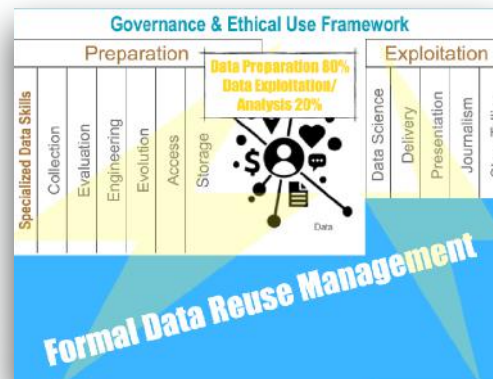 Governance & Ethical Use Framework
Preparation
Exploitation
Data Preparation 80%
Data Exploitation/
Analysis 20%
Specialized Data Skills
Collection
Evaluation
Engineering
Evolution
Access
Storage
$
Data
Data Science
Delivery
Presentation
Journalism
Formal Data Reuse Management